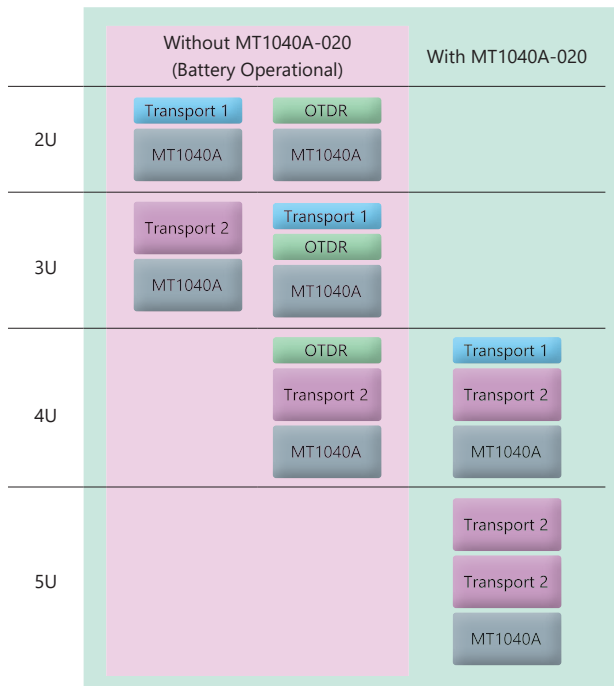 Without MT1040A-020
(Battery Operational)
With MT1040A-020
2U
Transport 1
MT1040A
OTDR
MT1040A
3U
Transport 2
MT1040A
Transport 1
OTDR
MT1040A
4U
OTDR
Transport 2
MT1040A
Transport 1
Transport 2
MT1040A
5U
Transport 2
Transport 2
MT1040A